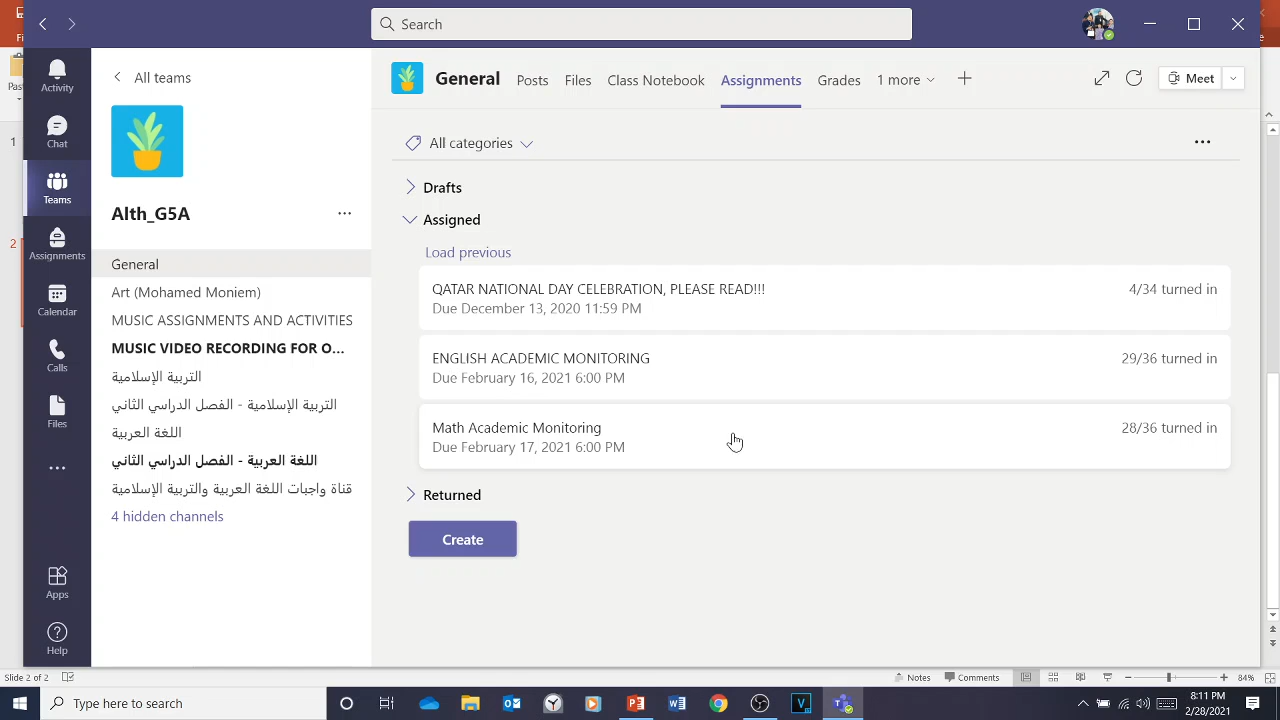 Search
Past
1
2
Activity
Chat
Teams
Assignments
Calendar
Calls
Files
Apps
Help
All teams
Alth_G5A
General
Art (Mohamed Moniem)
MUSIC ASSIGNMENTS AND ACTIVITIES
MUSIC VIDEO RECORDING FOR O...
التربية الإسلامية
التربية الإسلامية - الفصل الدراسي الثاني
اللغة العربية
اللغة العربية - الفصل الدراسي الثاني
قناة واجبات اللغة العربية والتربية الإسلامية
4 hidden channels
General Posts Files Class Notebook Assignments Grades 1 more
Meet
All categories
Drafts
Assigned
Load previous
QATAR NATIONAL DAY CELEBRATION, PLEASE READ!!! 4/34 turned in
Due December 13, 2020 11:59 PM
ENGLISH ACADEMIC MONITORING 29/36 turned in
Due February 16, 2021 6:00 PM
Math Academic Monitoring 28/36 turned in
Due February 17, 2021 6:00 PM
Returned
Create
Slide 2 of 2 Notes Comments 84%
Type here to search
8:11 PM
2/28/2021